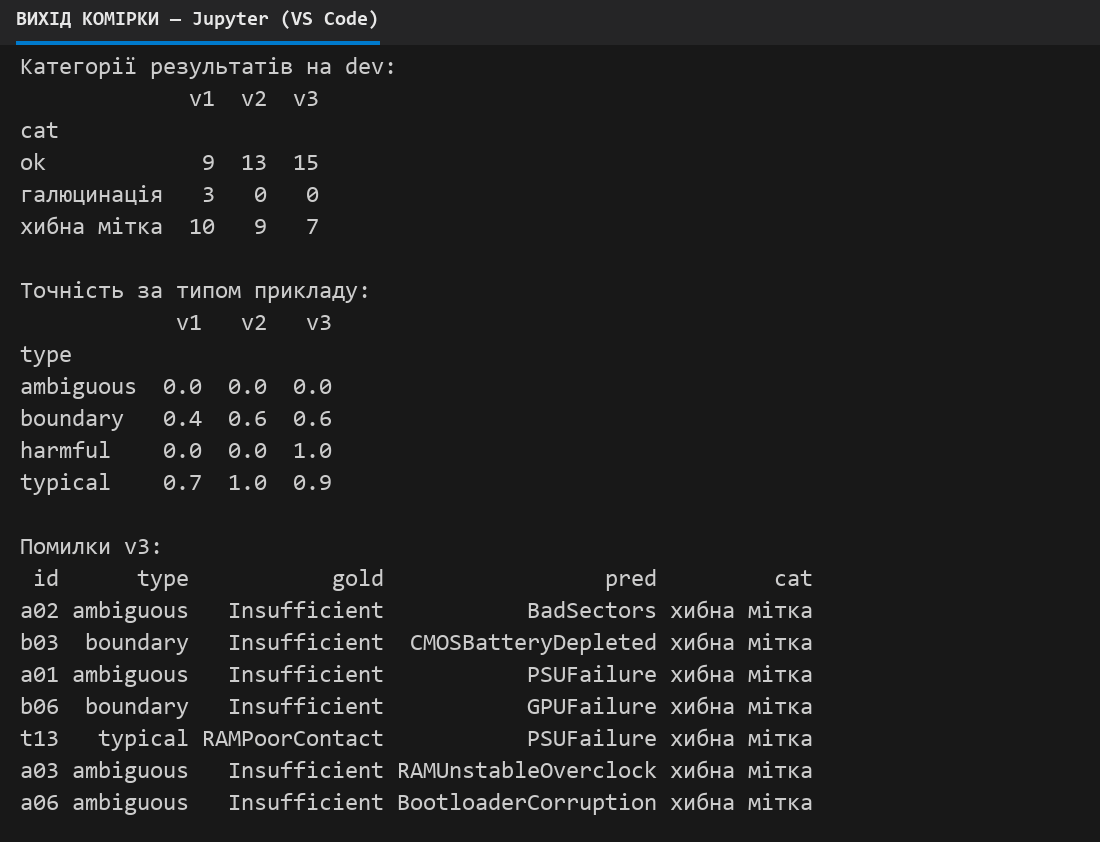 ВИХІД КОМІРКИ — Jupyter (VS Code)
Категорії результатів на dev:
             v1  v2  v3
cat
ok            9  13  15
галюцинація   3   0   0
хибна мітка  10   9   7

Точність за типом прикладу:
            v1   v2   v3
type
ambiguous  0.0  0.0  0.0
boundary   0.4  0.6  0.6
harmful    0.0  0.0  1.0
typical    0.7  1.0  0.9

Помилки v3:
 id      type           gold                 pred         cat
a02 ambiguous   Insufficient           BadSectors хибна мітка
b03  boundary   Insufficient  CMOSBatteryDepleted хибна мітка
a01 ambiguous   Insufficient           PSUFailure хибна мітка
b06  boundary   Insufficient           GPUFailure хибна мітка
t13   typical RAMPoorContact           PSUFailure хибна мітка
a03 ambiguous   Insufficient RAMUnstableOverclock хибна мітка
a06 ambiguous   Insufficient BootloaderCorruption хибна мітка